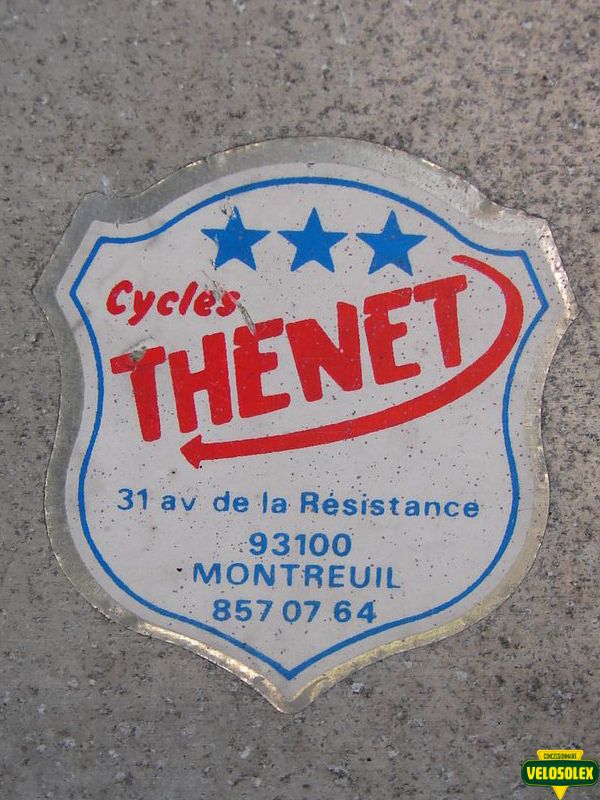 Cycles
THENET
31 av de la Résistance
93100
MONTREUIL
857 07 64
CONCESSIONNAIRE
VELOSOLEX